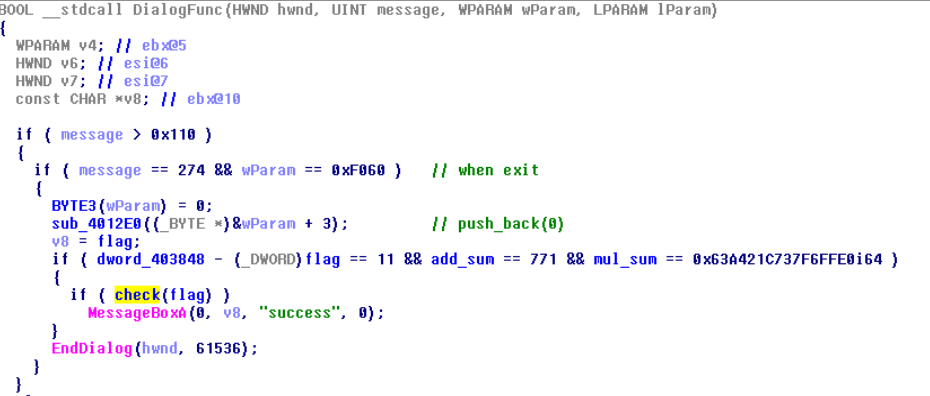 BOOL __stdcall DialogFunc(HWND hwnd, UINT message, WPARAM wParam, LPARAM lParam)
{
WPARAM v4; // ebx@5
HWND v6; // esi@6
HWND v7; // esi@7
const CHAR *v8; // ebx@10
if ( message > 0x110 )
{
if ( message == 274 && wParam == 0xF060 ) // when exit
{
BYTE3(wParam) = 0;
sub_4012E0((_BYTE *)&wParam + 3); // push_back(0)
v8 = flag;
if ( dword_403848 - (_DWORD)flag == 11 && add_sum == 771 && mul_sum == 0x63A421C737F6FFE0i64 )
{
if ( check(flag) )
MessageBoxA(0, v8, "success", 0);
}
EndDialog(hwnd, 61536);
}
}